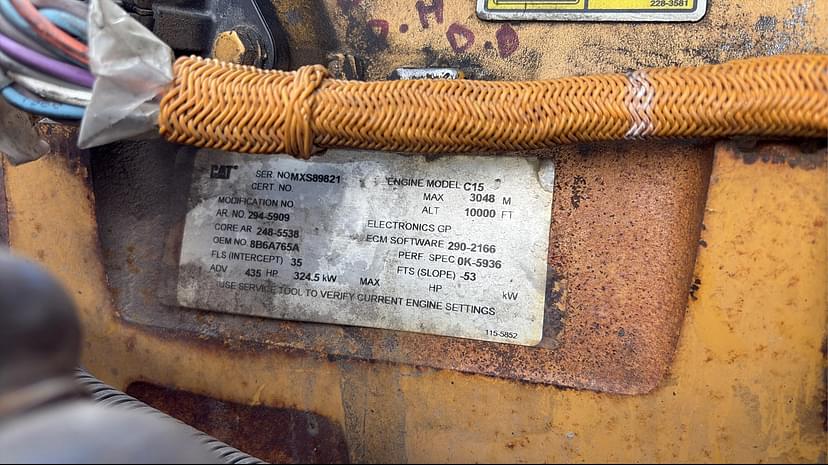 228-3581
.H D.D
CAT SER. NO MXS89821 ENGINE MODEL C15
CERT. NO. MAX 3048 M
MODIFICATION NO. ALT 10000 FT
AR. NO. 294-5909 ELECTRONICS GP
CORE AR 248-5538 ECM SOFTWARE 290-2166
OEM NO 8B6A765A PERF. SPEC 0K-5936
FLS (INTERCEPT) 35 FTS (SLOPE) -53
ADV 435 HP 324.5 kW MAX HP kW
USE SERVICE TOOL TO VERIFY CURRENT ENGINE SETTINGS
115-5852